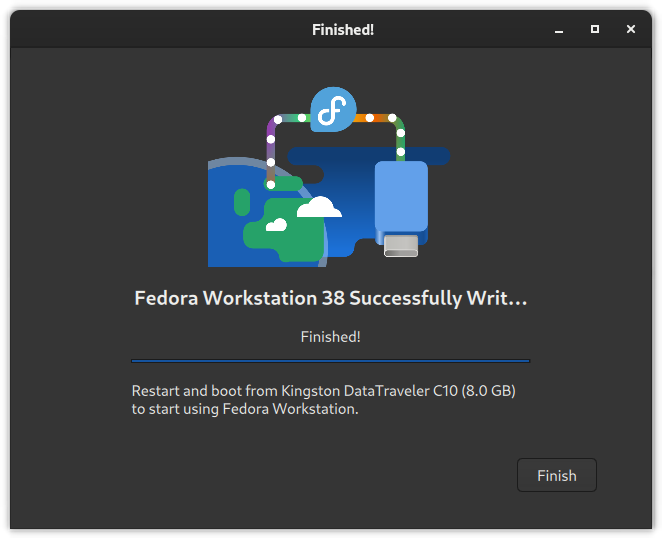 Finished!
Fedora Workstation 38 Successfully Writ...
Finished!
Restart and boot from Kingston DataTraveler C10 (8.0 GB)
to start using Fedora Workstation.
Finish